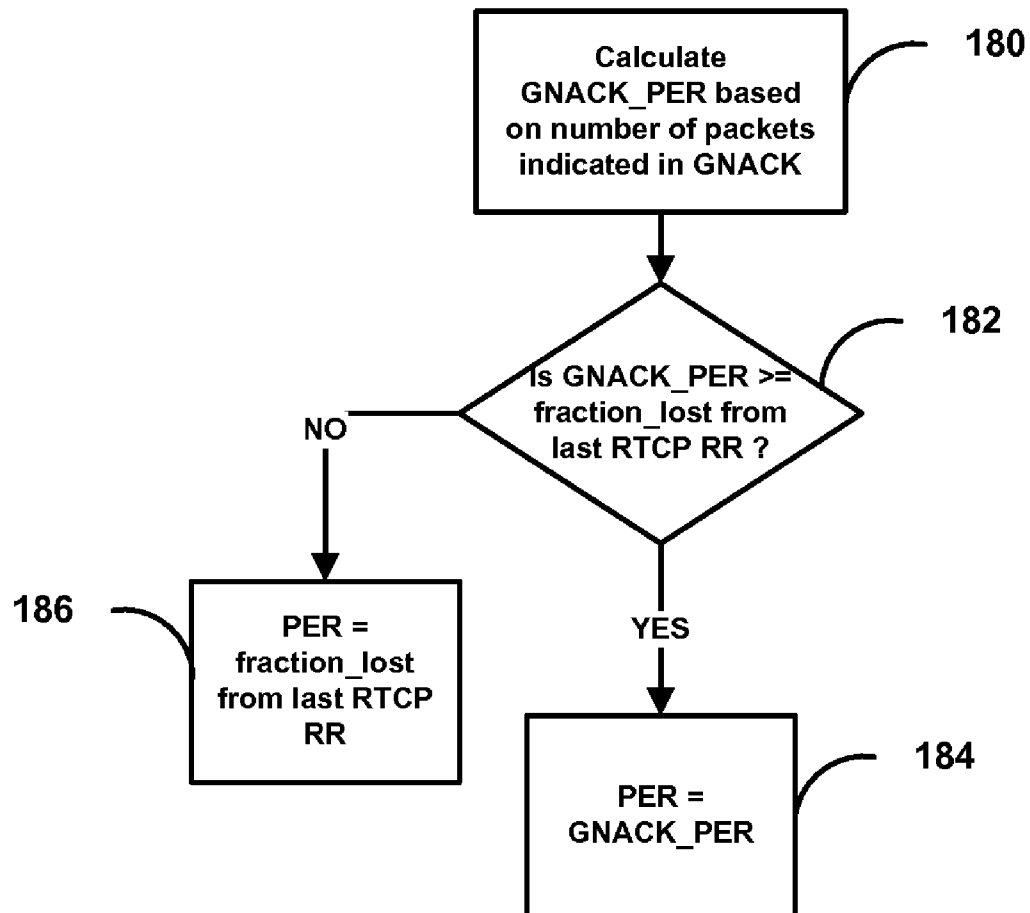 Calculate
GNACK_PER based
on number of packets
indicated in GNACK
180
Is GNACK_PER >=
fraction_lost from
last RTCP RR ?
182
NO
YES
PER =
fraction_lost
from last RTCP
RR
186
PER =
GNACK_PER
184